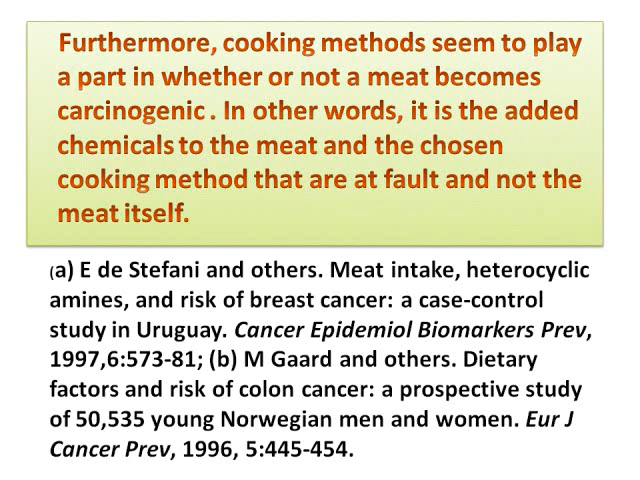 Furthermore, cooking methods seem to play
a part in whether or not a meat becomes
carcinogenic . In other words, it is the added
chemicals to the meat and the chosen
cooking method that are at fault and not the
meat itself.
(a) E de Stefani and others. Meat intake, heterocyclic
amines, and risk of breast cancer: a case-control
study in Uruguay. Cancer Epidemiol Biomarkers Prev,
1997,6:573-81; (b) M Gaard and others. Dietary
factors and risk of colon cancer: a prospective study
of 50,535 young Norwegian men and women. Eur J
Cancer Prev, 1996, 5:445-454.